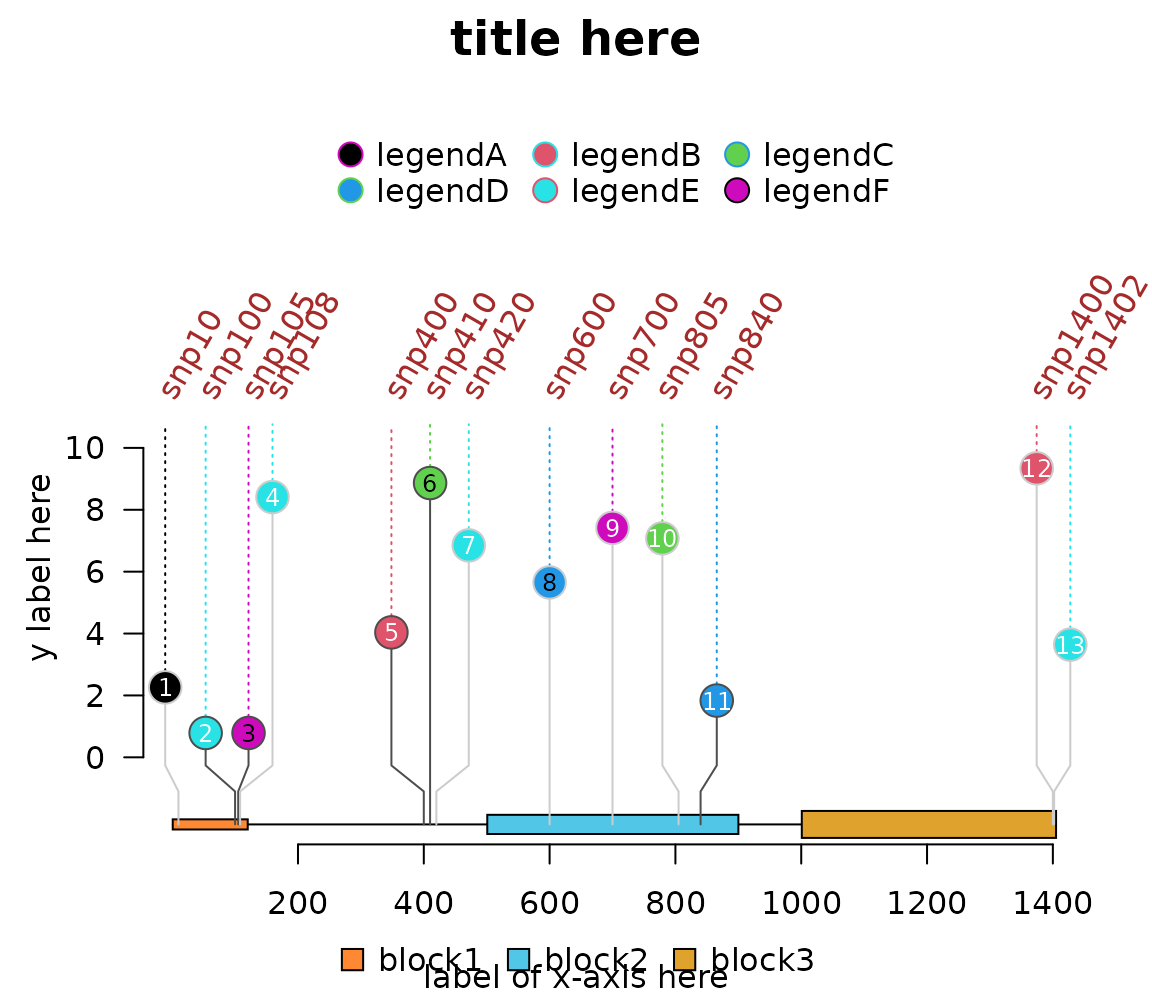 title here
legendA legendB legendC
legendD legendE legendF
snp10 snp100 snp105 snp108 snp400 snp410 snp420 snp600 snp700 snp805 snp840 snp1400 snp1402
10
8
6
4
2
0
y label here
1 2 3 4 5 6 7 8 9 10 11 12 13
200 400 600 800 1000 1200 1400
block1 block2 block3
label of x-axis here